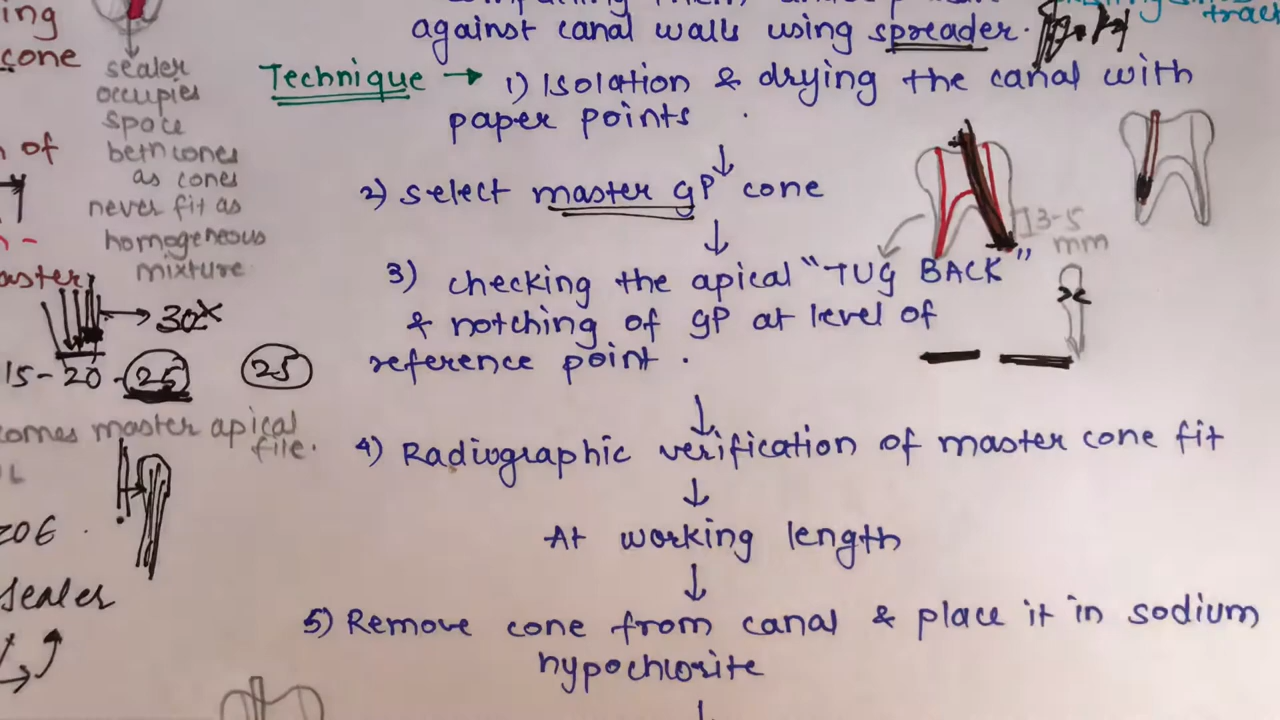 against canal walls using spreader.
Technique → 1) Isolation & drying the canal with
paper points
↓
2) select master GP cone
↓
3) checking the apical "TUG BACK"
& notching of GP at level of
reference point.
↓
4) Radiographic verification of master cone fit
↓
At working length
↓
5) Remove cone from canal & place it in sodium
hypochlorite
↓
3-5
mm
ing
cone
sealer
occupies
space
betn cones
as cones
never fit as
homogeneous
mixture
of
→ 30x
15-20-25 25
master apical
file.
sealer